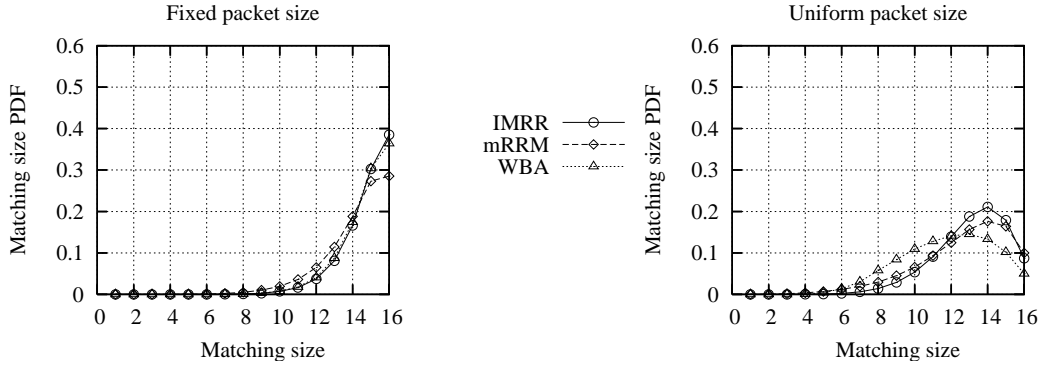 Fixed packet size
0.6
0.5
0.4
0.3
0.2
0.1
0
Matching size PDF
0 2 4 6 8 10 12 14 16
Matching size
IMRR
mRRM
WBA
Uniform packet size
0.6
0.5
0.4
0.3
0.2
0.1
0
Matching size PDF
0 2 4 6 8 10 12 14 16
Matching size